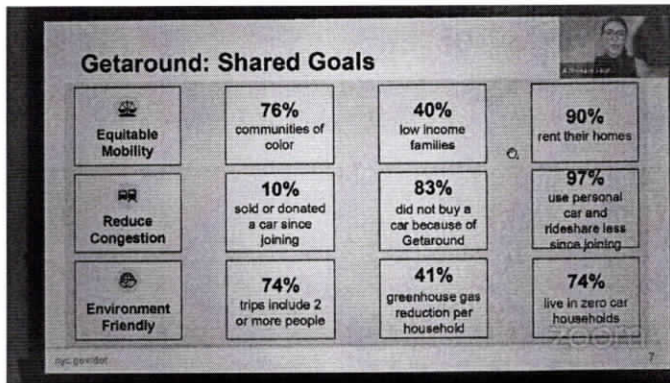 Getaround: Shared Goals
Equitable
Mobility
76%
communities of
color
40%
low income
families
90%
rent their homes
Reduce
Congestion
10%
sold or donated
a car since
joining
83%
did not buy a
car because of
Getaround
97%
use personal
car and
rideshare less
since joining
Environment
Friendly
74%
trips include 2
or more people
41%
greenhouse gas
reduction per
household
74%
live in zero car
households
zoom
nyc.gov/dot
7